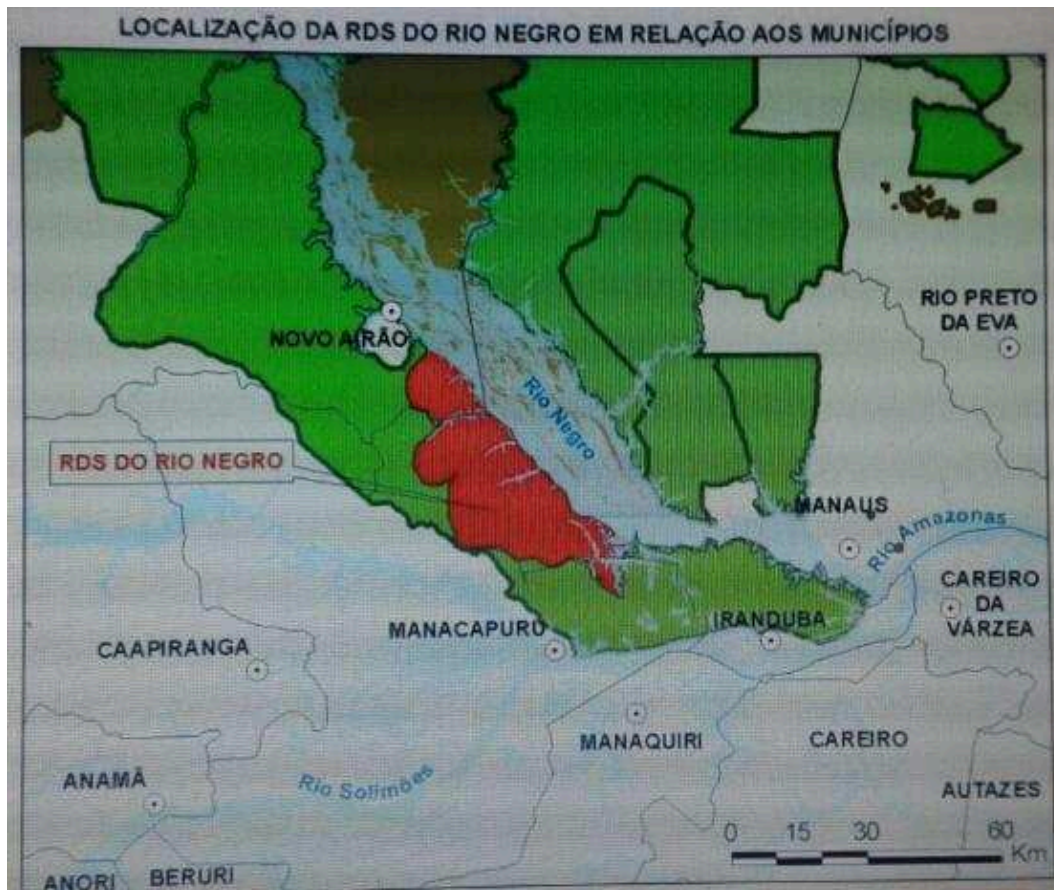 LOCALIZAÇÃO DA RDS DO RIO NEGRO EM RELAÇÃO AOS MUNICÍPIOS
RIO PRETO
DA EVA
NOVO AIRÃO
Rio Negro
RDS DO RIO NEGRO
MANAUS
Rio Amazonas
CAREIRO
DA
VÁRZEA
MANACAPURU
IRANDUBA
CAAPIRANGA
MANAQUIRI
CAREIRO
ANAMÃ
Rio Solimões
AUTAZES
0 15 30 60
Km
ANORI
BERURI